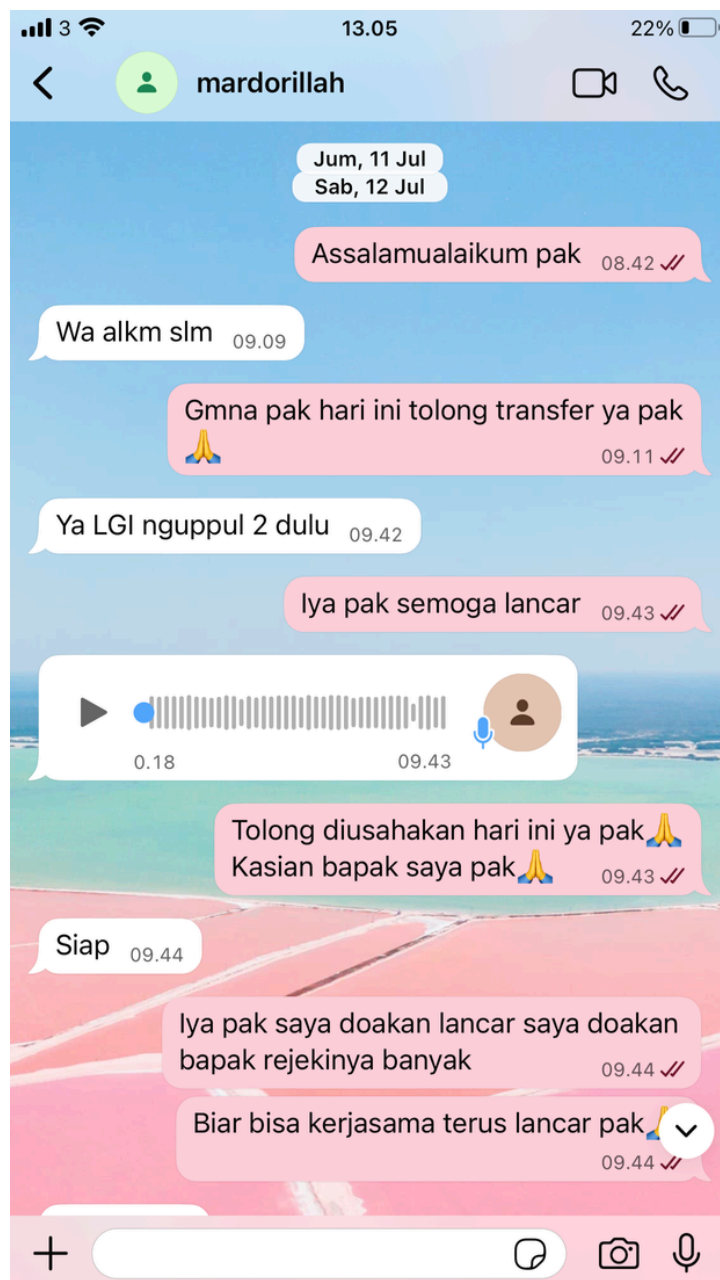 3
13.05
22%
mardorillah
Jum, 11 Jul
Sab, 12 Jul
Assalamualaikum pak 08.42
Wa alkm slm 09.09
Gmna pak hari ini tolong transfer ya pak
🙏 09.11
Ya LGI nguppul 2 dulu 09.42
Iya pak semoga lancar 09.43
0.18 09.43
Tolong diusahakan hari ini ya pak🙏
Kasian bapak saya pak🙏 09.43
Siap 09.44
Iya pak saya doakan lancar saya doakan
bapak rejekinya banyak 09.44
Biar bisa kerjasama terus lancar pak🙏
09.44